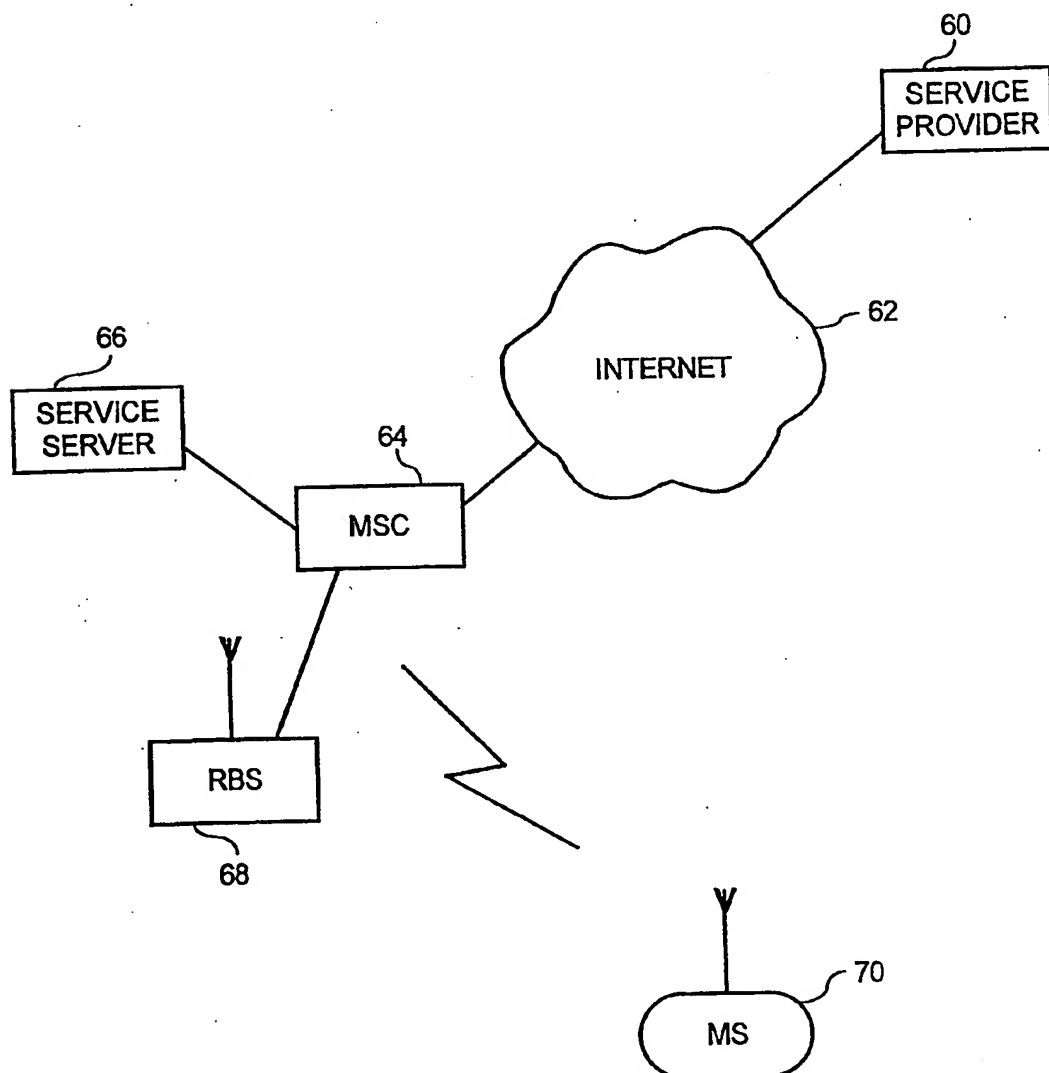 60
SERVICE
PROVIDER
62
INTERNET
66
SERVICE
SERVER
64
MSC
RBS
68
70
MS